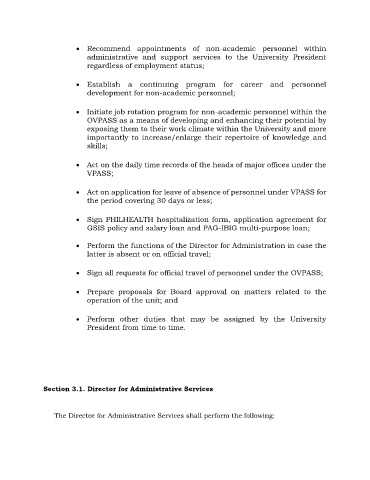 • Recommend appointments of non-academic personnel within
administrative and support services to the University President
regardless of employment status;
• Establish a continuing program for career and personnel
development for non-academic personnel;
• Initiate job rotation program for non-academic personnel within the
OVPASS as a means of developing and enhancing their potential by
exposing them to their work climate within the University and more
importantly to increase/enlarge their repertoire of knowledge and
skills;
• Act on the daily time records of the heads of major offices under the
VPASS;
• Act on application for leave of absence of personnel under VPASS for
the period covering 30 days or less;
• Sign PHILHEALTH hospitalization form, application agreement for
GSIS policy and salary loan and PAG-IBIG multi-purpose loan;
• Perform the functions of the Director for Administration in case the
latter is absent or on official travel;
• Sign all requests for official travel of personnel under the OVPASS;
• Prepare proposals for Board approval on matters related to the
operation of the unit; and
• Perform other duties that may be assigned by the University
President from time to time.
Section 3.1. Director for Administrative Services
The Director for Administrative Services shall perform the following: